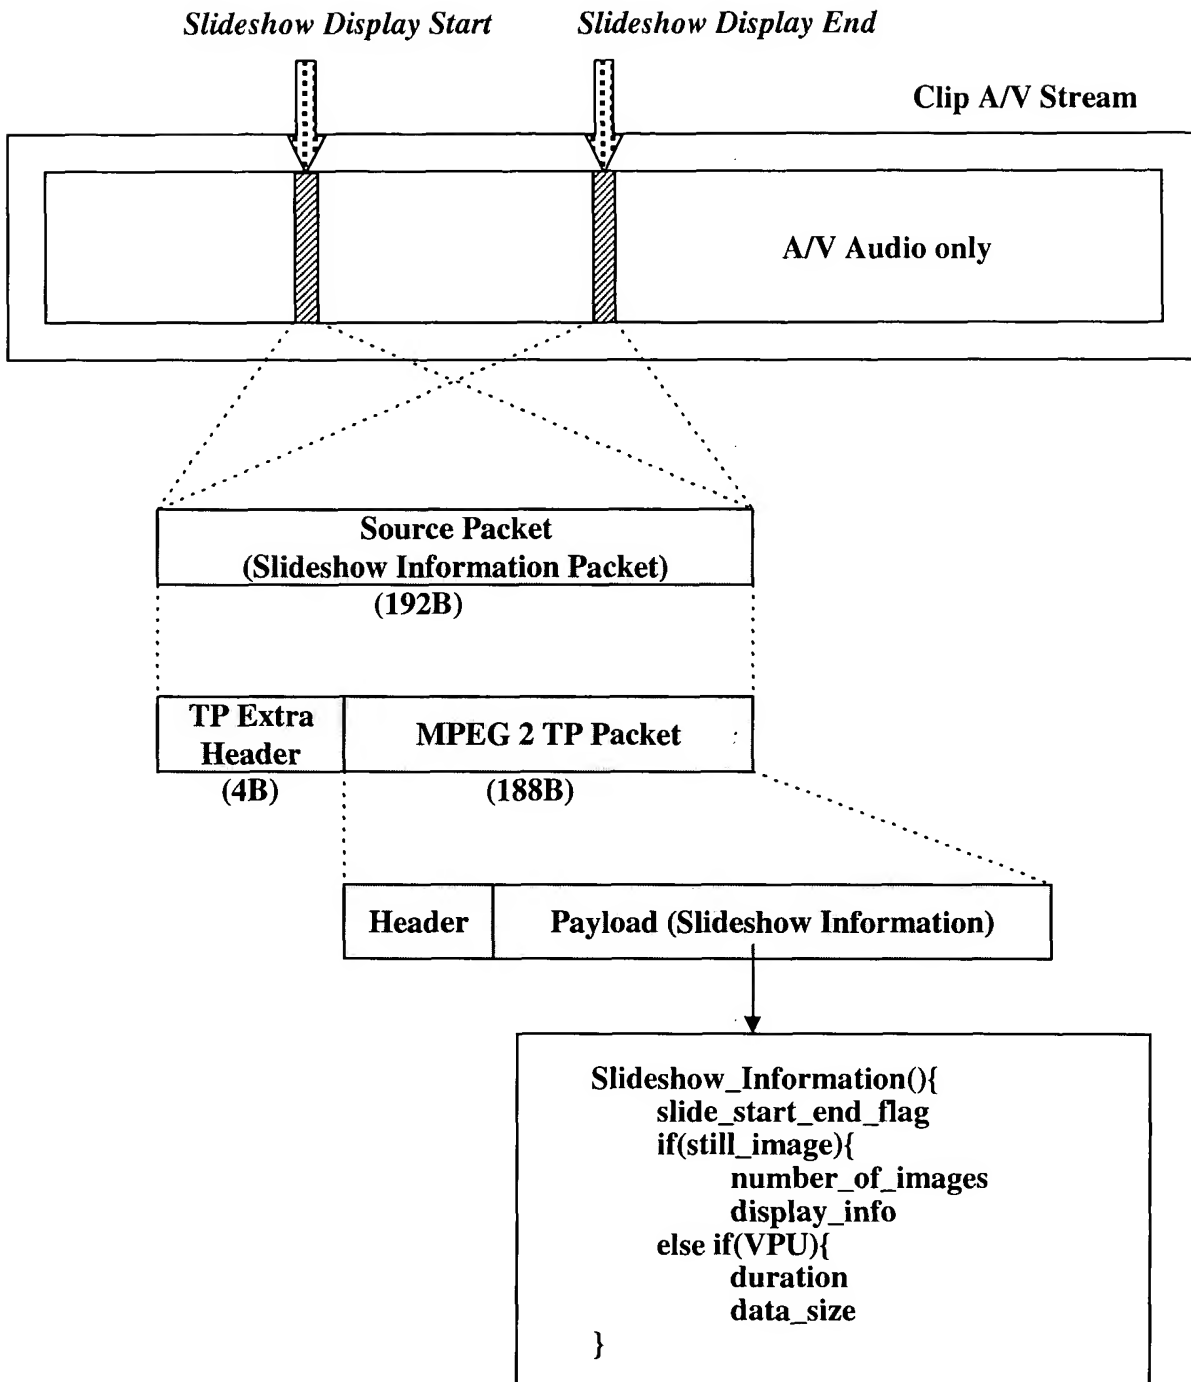 Slideshow Display Start
Slideshow Display End
Clip A/V Stream
A/V Audio only
Source Packet
(Slideshow Information Packet)
(192B)
TP Extra
Header
MPEG 2 TP Packet
(4B)
(188B)
Header
Payload (Slideshow Information)
Slideshow_Information(){
slide_start_end_flag
if(still_image){
number_of_images
display_info
else if(VPU){
duration
data_size
}